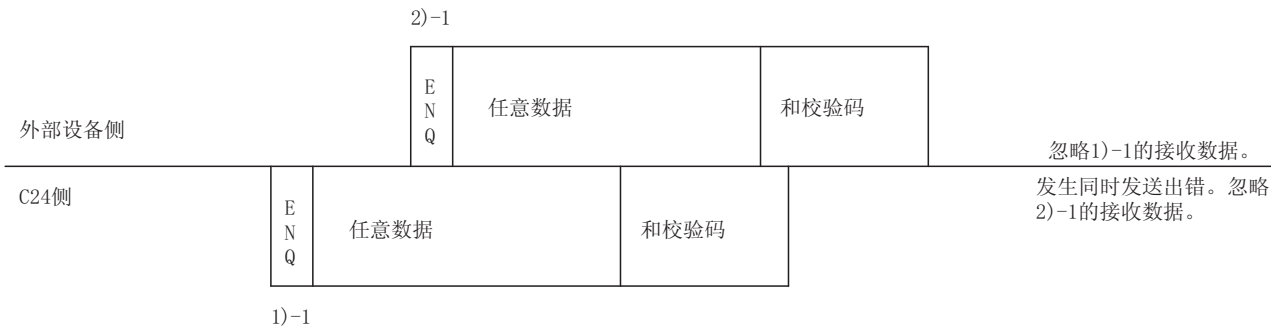 2)-1
ENQ
任意数据
和校验码
外部设备侧
忽略1)-1的接收数据。
C24侧
发生同时发送出错。忽略
2)-1的接收数据。
ENQ
任意数据
和校验码
1)-1